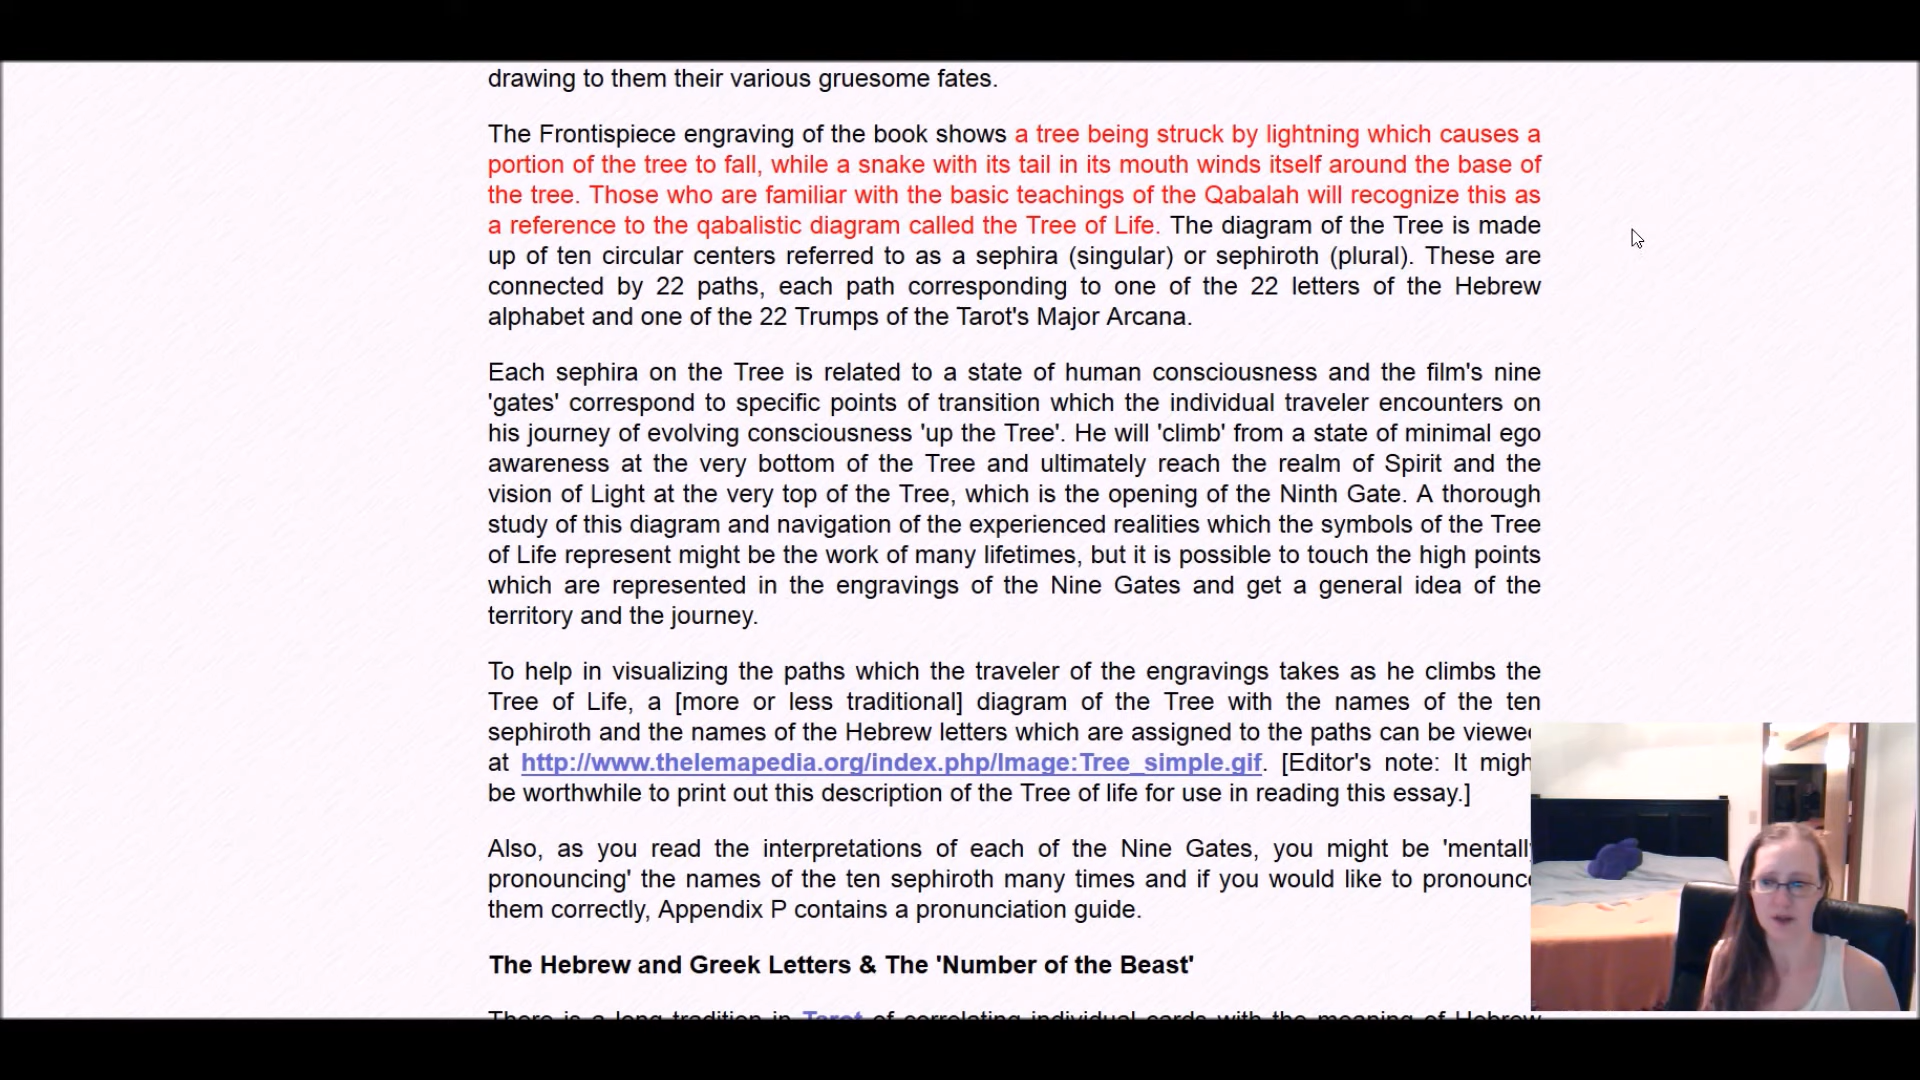 drawing to them their various gruesome fates.
The Frontispiece engraving of the book shows a tree being struck by lightning which causes a
portion of the tree to fall, while a snake with its tail in its mouth winds itself around the base of
the tree. Those who are familiar with the basic teachings of the Qabalah will recognize this as
a reference to the qabalistic diagram called the Tree of Life. The diagram of the Tree is made
up of ten circular centers referred to as a sephira (singular) or sephiroth (plural). These are
connected by 22 paths, each path corresponding to one of the 22 letters of the Hebrew
alphabet and one of the 22 Trumps of the Tarot's Major Arcana.
Each sephira on the Tree is related to a state of human consciousness and the film's nine
'gates' correspond to specific points of transition which the individual traveler encounters on
his journey of evolving consciousness 'up the Tree'. He will 'climb' from a state of minimal ego
awareness at the very bottom of the Tree and ultimately reach the realm of Spirit and the
vision of Light at the very top of the Tree, which is the opening of the Ninth Gate. A thorough
study of this diagram and navigation of the experienced realities which the symbols of the Tree
of Life represent might be the work of many lifetimes, but it is possible to touch the high points
which are represented in the engravings of the Nine Gates and get a general idea of the
territory and the journey.
To help in visualizing the paths which the traveler of the engravings takes as he climbs the
Tree of Life, a [more or less traditional] diagram of the Tree with the names of the ten
sephiroth and the names of the Hebrew letters which are assigned to the paths can be viewed
at http://www.thelemapedia.org/index.php/Image:Tree_simple.gif. [Editor's note: It might
be worthwhile to print out this description of the Tree of life for use in reading this essay.]
Also, as you read the interpretations of each of the Nine Gates, you might be 'mentally
pronouncing' the names of the ten sephiroth many times and if you would like to pronounce
them correctly, Appendix P contains a pronunciation guide.
The Hebrew and Greek Letters & The 'Number of the Beast'
There is a long tradition in Tarot of correlating individual cards with the meaning of Hebrew